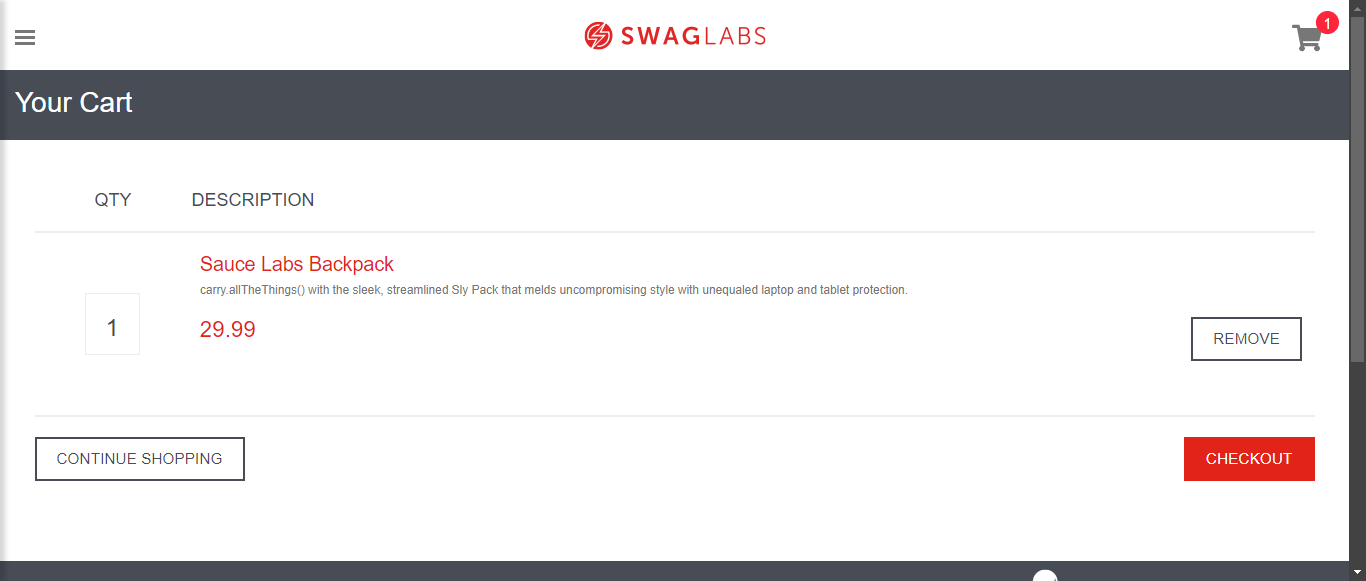 SWAGLABS
1
Your Cart
QTY DESCRIPTION
Sauce Labs Backpack
carry.allTheThings() with the sleek, streamlined Sly Pack that melds uncompromising style with unequaled laptop and tablet protection.
1
29.99
REMOVE
CONTINUE SHOPPING
CHECKOUT